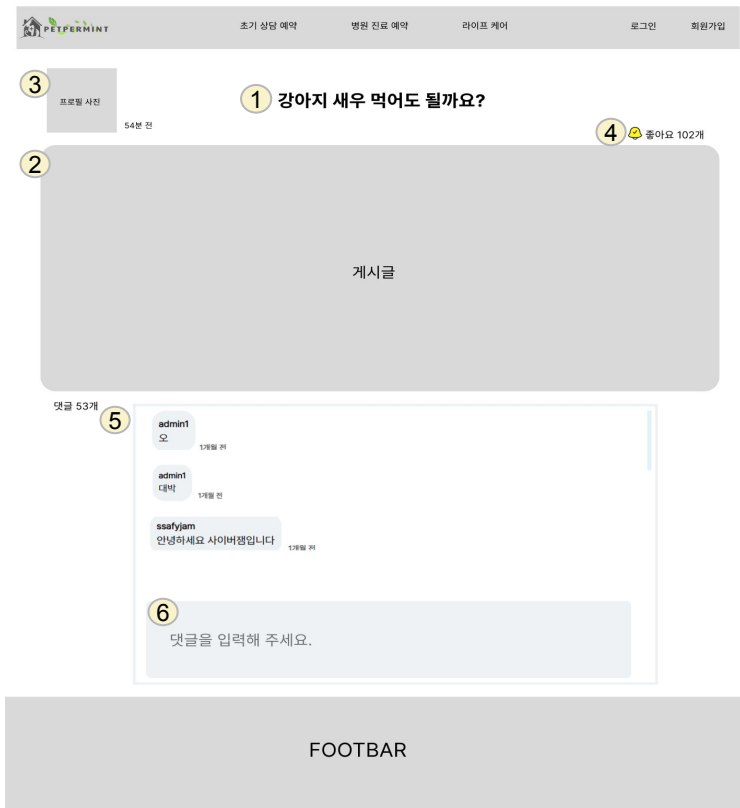 PETPERMINT 초기 상담 예약 병원 진료 예약 라이프 케어 로그인 회원가입
3
프로필 사진
1 강아지 새우 먹어도 될까요?
54분 전
4 좋아요 102개
2
게시글
댓글 53개
5
admin1
오
1개월 전
admin1
대박
1개월 전
ssafyjam
안녕하세요 사이버잼입니다
1개월 전
6
댓글을 입력해 주세요.
FOOTBAR